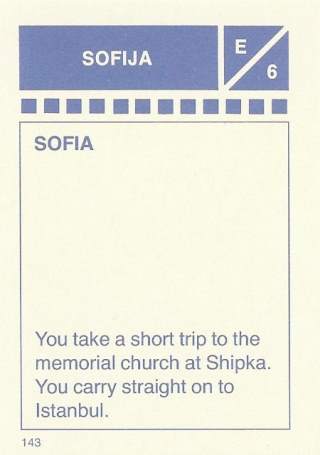 SOFIJA
E
6
SOFIA
You take a short trip to the
memorial church at Shipka.
You carry straight on to
Istanbul.
143